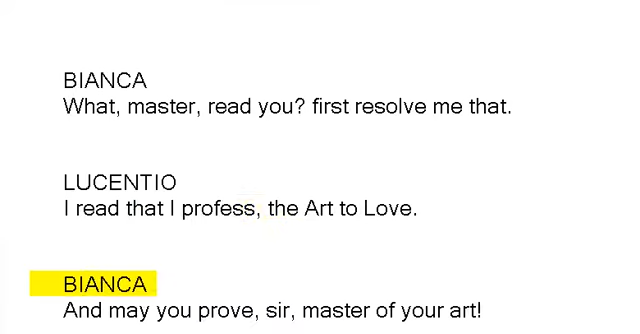 BIANCA
What, master, read you? first resolve me that.
LUCENTIO
I read that I profess, the Art to Love.
BIANCA
And may you prove, sir, master of your art!